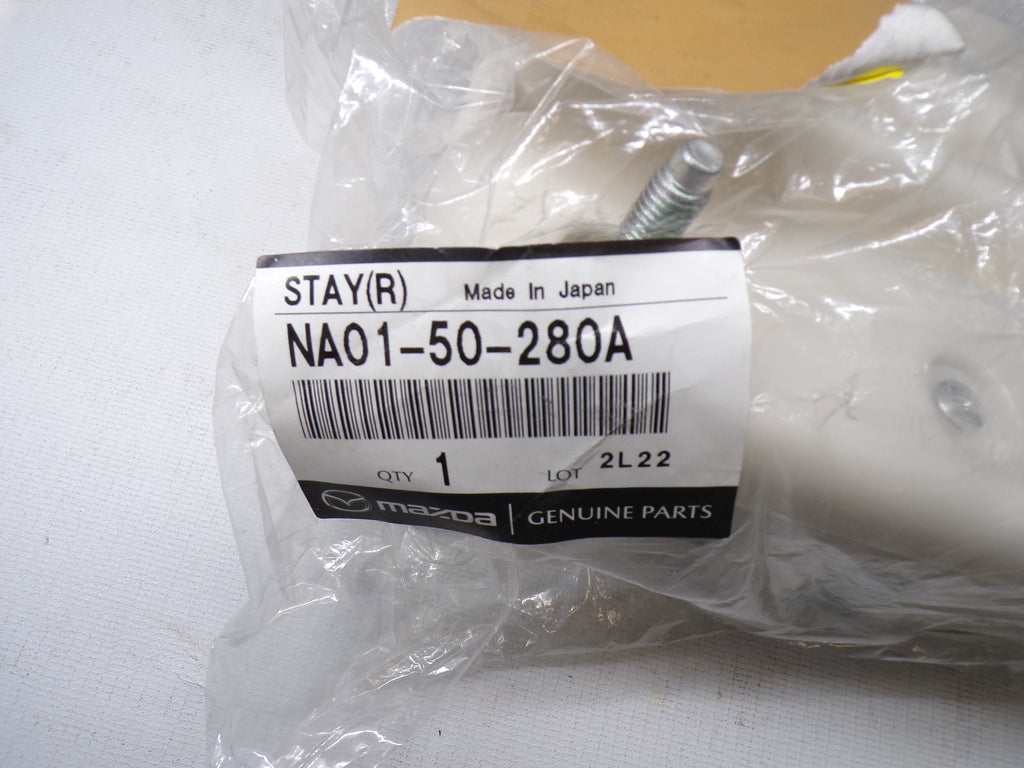 STAY(R) Made In Japan
NA01-50-280A
QTY 1 LOT 2L22
mazda GENUINE PARTS